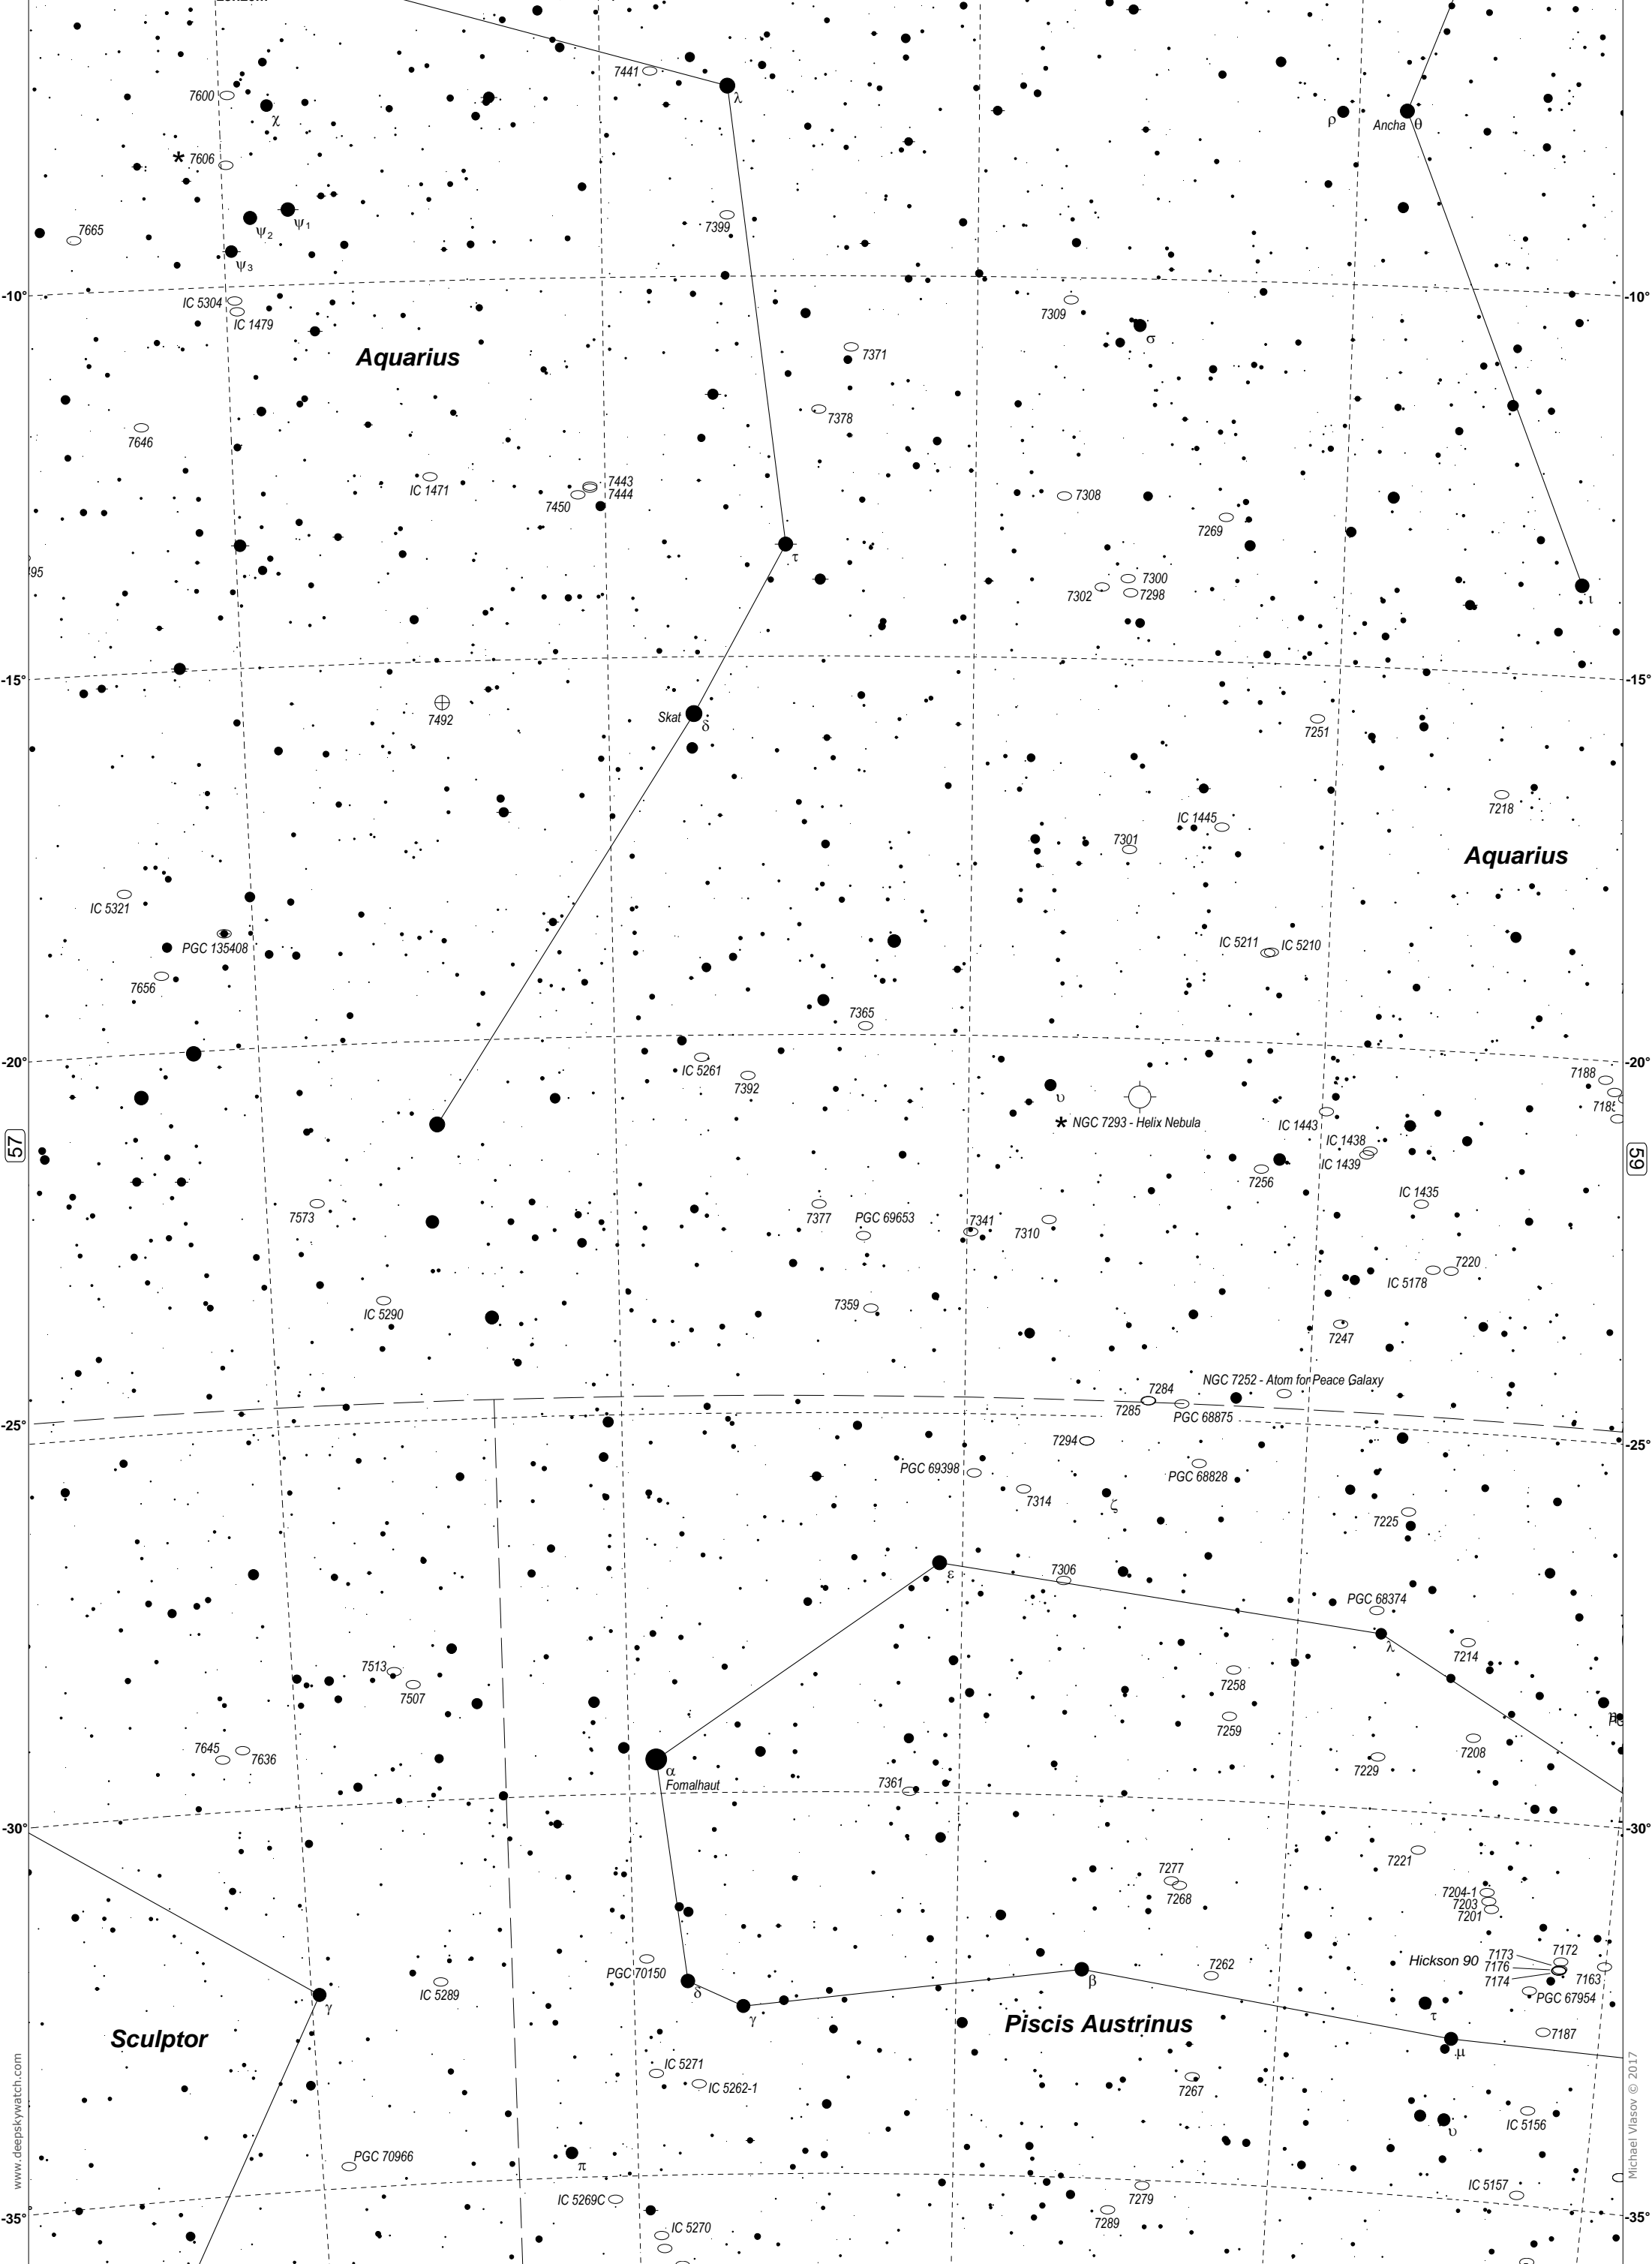 7441
λ
7600
χ
ρ
Ancha θ
* 7606
ψ1
ψ2
7399
7665
ψ3
-10°
-10°
IC 5304
IC 1479
7309
σ
Aquarius
7371
7378
7646
IC 1471
7443
7444
7450
7308
7269
τ
7300
7302
7298
ι
-15°
-15°
Skat
δ
7492
7251
7218
IC 1445
7301
Aquarius
IC 5321
PGC 135408
IC 5211
IC 5210
7656
7365
-20°
-20°
IC 5261
7392
7188
υ
* NGC 7293 - Helix Nebula
IC 1443
IC 1438
IC 1439
57
59
7256
IC 1435
7573
7377
PGC 69653
7341
7310
7220
IC 5178
IC 5290
7359
7247
NGC 7252 - Atom for Peace Galaxy
7284
7285
PGC 68875
-25°
-25°
7294
PGC 69398
PGC 68828
7314
ζ
7225
ε
7306
PGC 68374
λ
7214
7513
7507
7258
7259
7645
7636
7208
7229
α
Fomalhaut
7361
-30°
-30°
7221
7277
7268
7204-1
7203
7201
Hickson 90
7173
7172
7176
7174
7163
PGC 67954
PGC 70150
7262
IC 5289
δ
β
γ
γ
τ
Sculptor
Piscis Austrinus
7187
μ
IC 5271
IC 5262-1
7267
IC 5156
υ
PGC 70966
π
IC 5157
IC 5269C
7279
7289
-35°
-35°
IC 5270
www.deepskywatch.com
Michael Vlasov © 2017